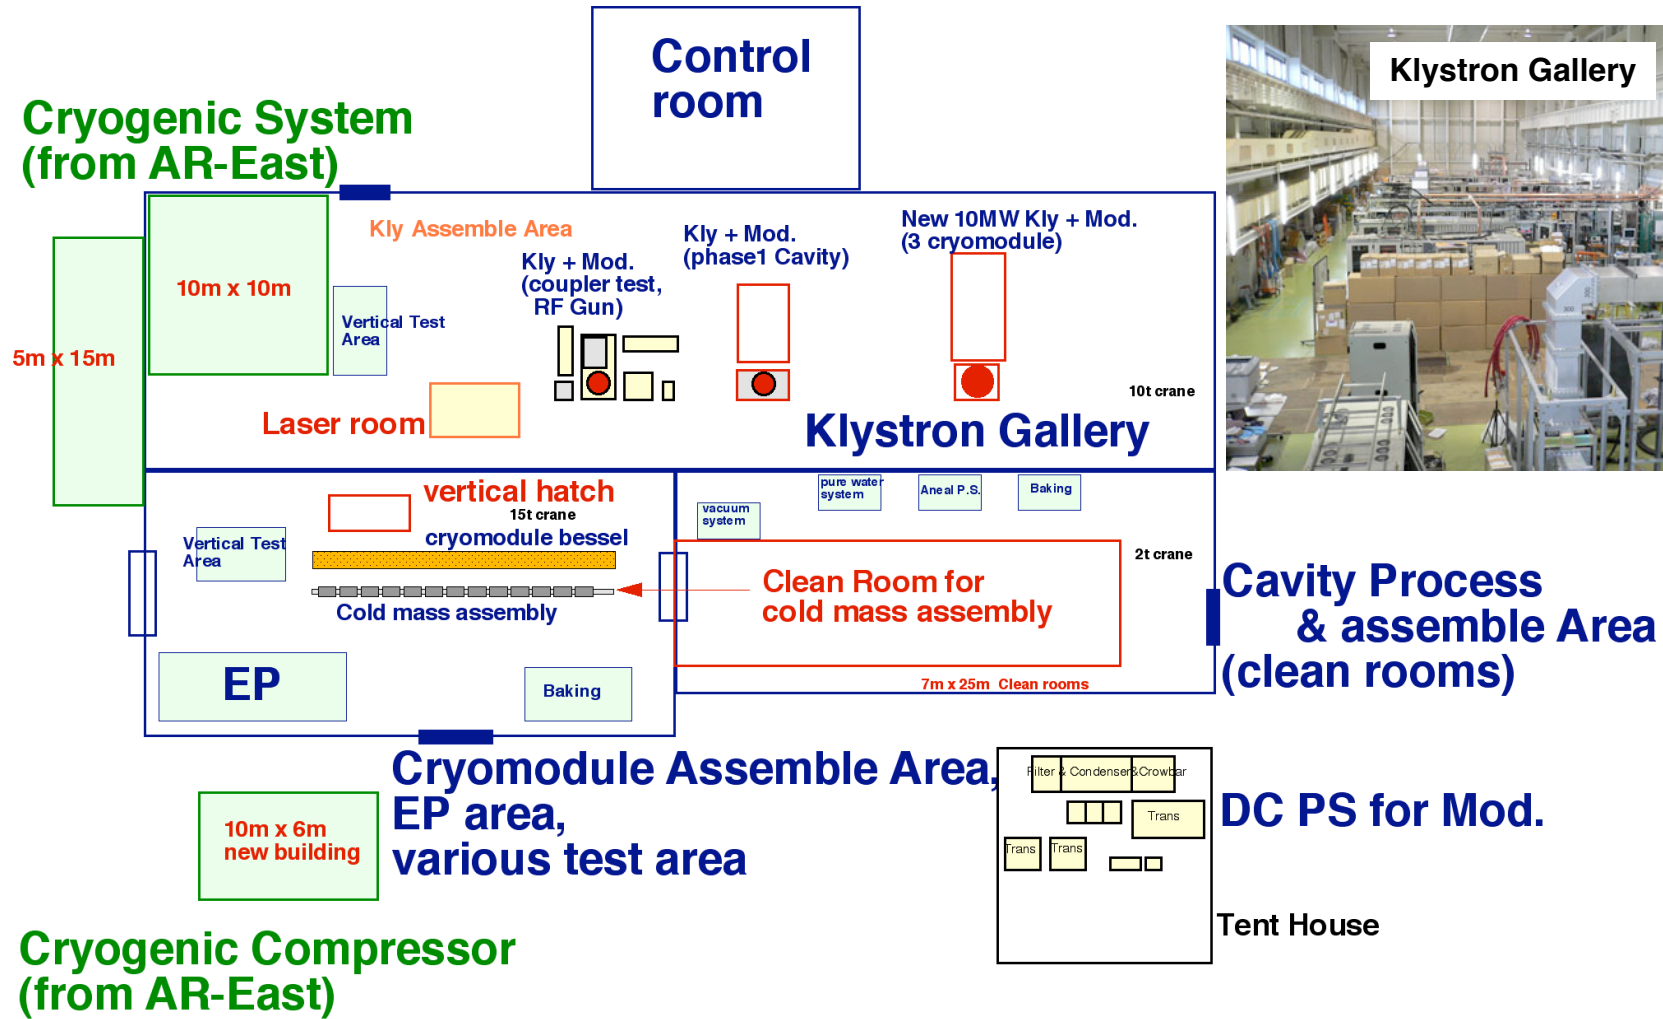 Control
room
Klystron Gallery
Cryogenic System
(from AR-East)
Kly Assemble Area
New 10MW Kly + Mod.
(3 cryomodule)
Kly + Mod.
(phase1 Cavity)
Kly + Mod.
(coupler test,
RF Gun)
10m x 10m
Vertical Test
Area
5m x 15m
10t crane
Laser room
Klystron Gallery
vertical hatch
15t crane
cryomodule bessel
pure water
system
Aneal P.S.
Baking
vacuum
system
Vertical Test
Area
2t crane
Clean Room for
cold mass assembly
Cold mass assembly
Cavity Process
& assemble Area
(clean rooms)
EP
Baking
7m x 25m Clean rooms
Cryomodule Assemble Area,
EP area,
various test area
Filter & Condenser&Crowbar
Trans
Trans
Trans
DC PS for Mod.
10m x 6m
new building
Tent House
Cryogenic Compressor
(from AR-East)